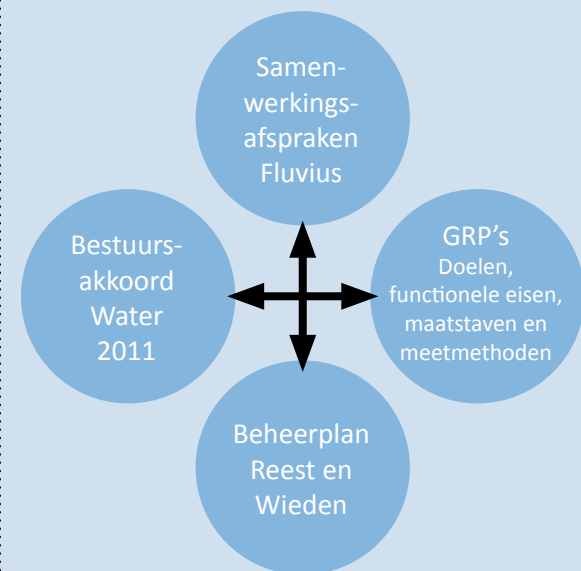 Samen-
werkings-
afspraken
Fluvius
Bestuurs-
akkoord
Water
2011
GRP's
Doelen,
functionele eisen,
maatstaven en
meetmethoden
Beheerplan
Reest en
Wieden